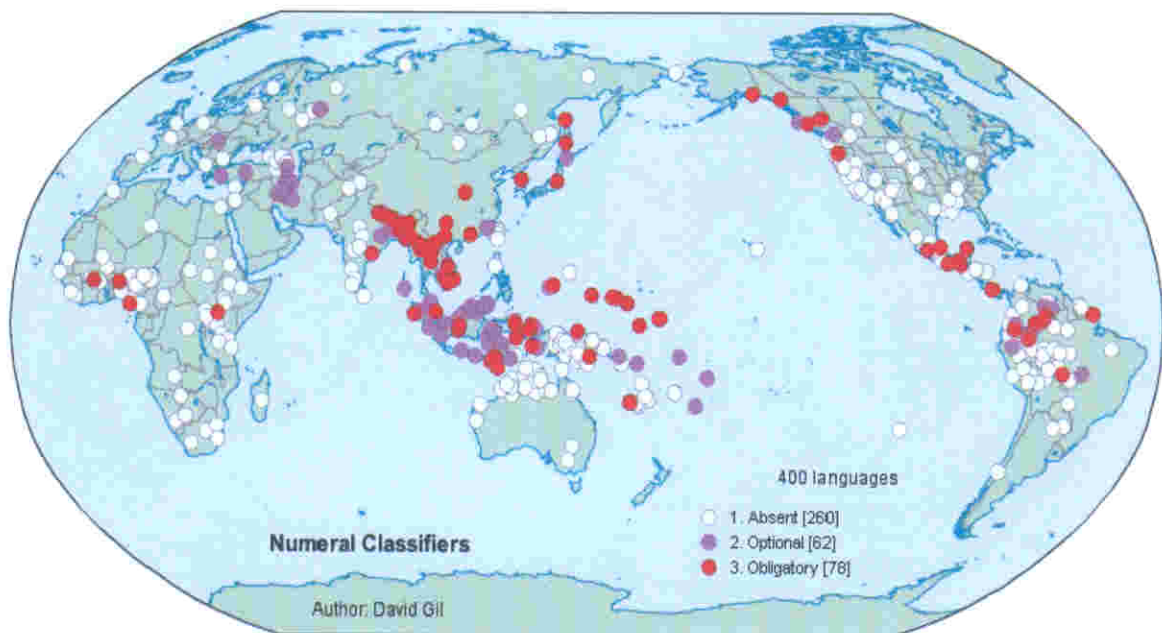 400 languages
1. Absent [260]
2. Optional [62]
3. Obligatory [78]
Numeral Classifiers
Author: David Gil